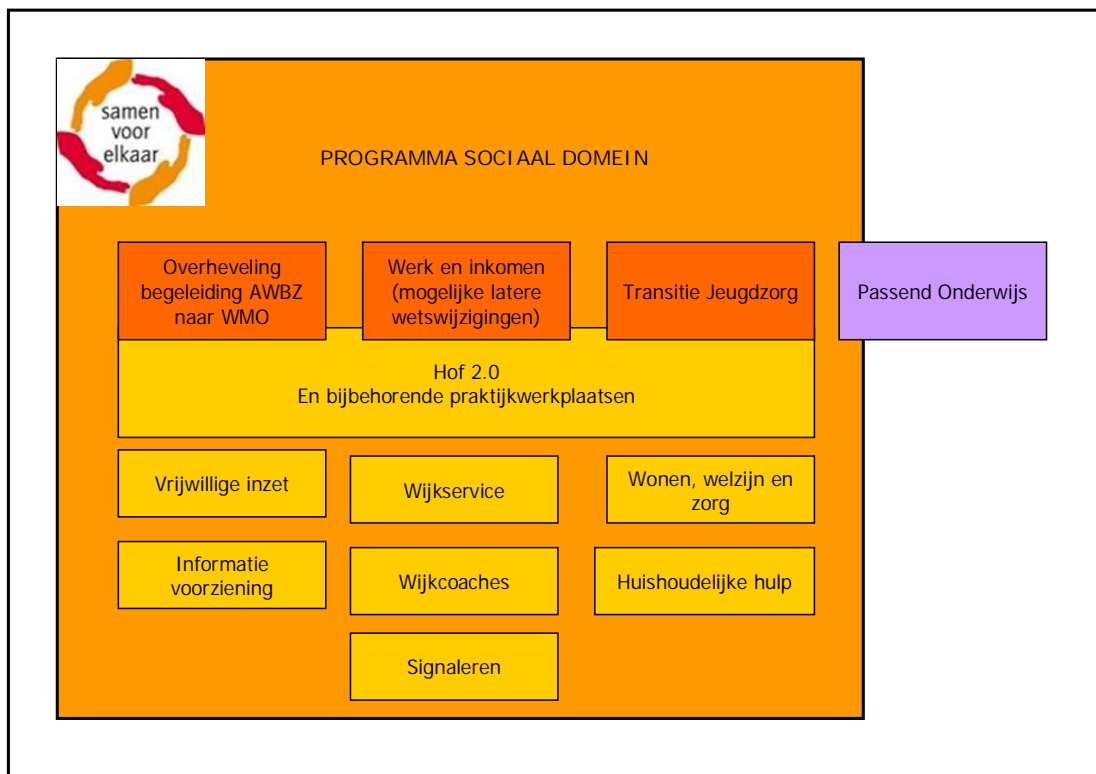 samen
voor
elkaar
PROGRAMMA SOCIAAL DOMEIN
Overheveling
begeleiding AWBZ
naar WMO
Werk en inkomen
(mogelijke latere
wetswijzigingen)
Transitie Jeugdzorg
Passend Onderwijs
Hof 2.0
En bijbehorende praktijkwerkplaatsen
Vrijwillige inzet
Wijkservice
Wonen, welzijn en
zorg
Informatie
voorziening
Wijkcoaches
Huishoudelijke hulp
Signaleren